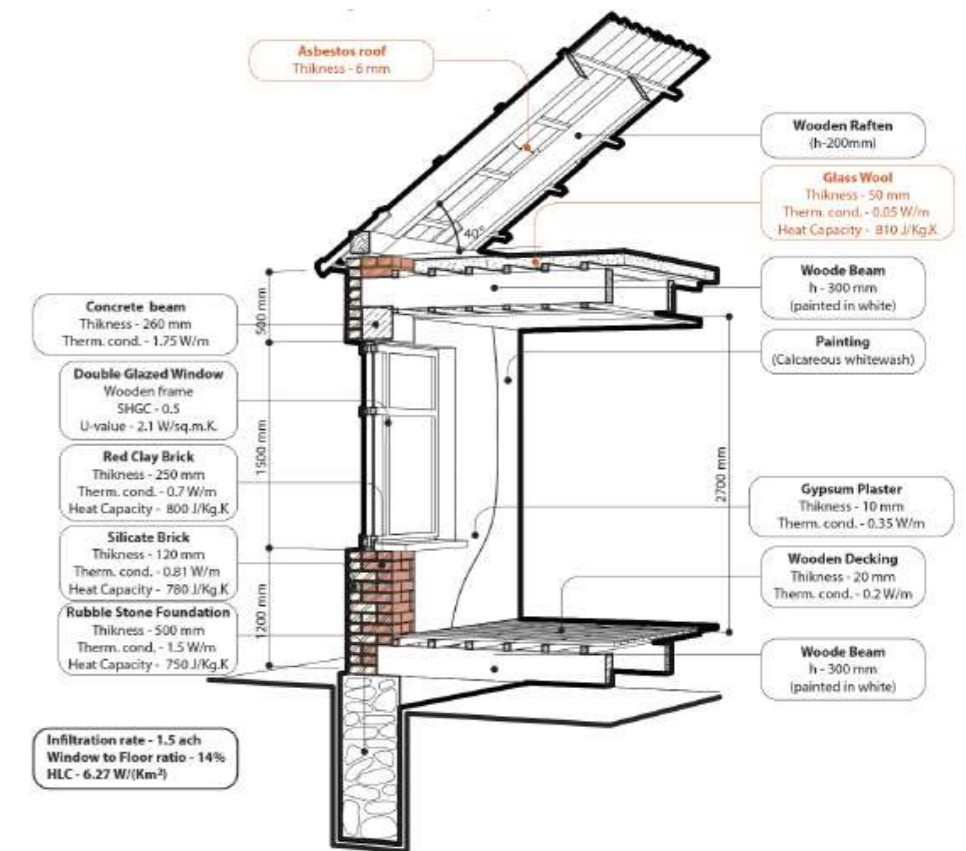 Asbestos roof
Thikness - 6 mm
Wooden Raften
(h-200mm)
Glass Wool
Thikness - 50 mm
Therm. cond. - 0.05 W/m
Heat Capacity - 810 J/Kg.K
40°
Woode Beam
h - 300 mm
(painted in white)
Concrete beam
Thikness - 260 mm
Therm. cond. - 1.75 W/m
500 mm
Painting
(Calcareous whitewash)
Double Glazed Window
Wooden frame
SHGC - 0.5
U-value - 2.1 W/sq.m.K.
1500 mm
Red Clay Brick
Thikness - 250 mm
Therm. cond. - 0.7 W/m
Heat Capacity - 800 J/Kg.K
2700 mm
Gypsum Plaster
Thikness - 10 mm
Therm. cond. - 0.35 W/m
Silicate Brick
Thikness - 120 mm
Therm. cond. - 0.81 W/m
Heat Capacity - 780 J/Kg.K
Wooden Decking
Thikness - 20 mm
Therm. cond. - 0.2 W/m
1200 mm
Rubble Stone Foundation
Thikness - 500 mm
Therm. cond. - 1.5 W/m
Heat Capacity - 750 J/Kg.K
Woode Beam
h - 300 mm
(painted in white)
Infiltration rate - 1.5 ach
Window to Floor ratio - 14%
HLC - 6.27 W/(Km²)